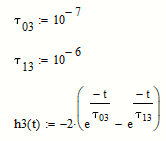 τ₀₃ := 10⁻⁷
τ₁₃ := 10⁻⁶
h3(t) := -2·(e^(-t/τ₀₃) - e^(-t/τ₁₃))